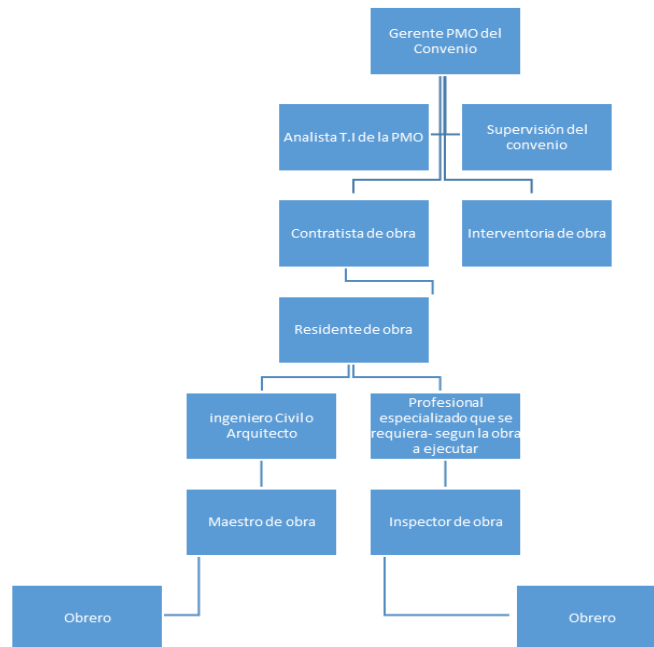 Gerente PMO del
Convenio
Analista T.I de la PMO
Supervisión del
convenio
Contratista de obra
Interventoria de obra
Residente de obra
ingeniero Civil o
Arquitecto
Profesional
especializado que se
requiera- segun la obra
a ejecutar
Maestro de obra
Inspector de obra
Obrero
Obrero